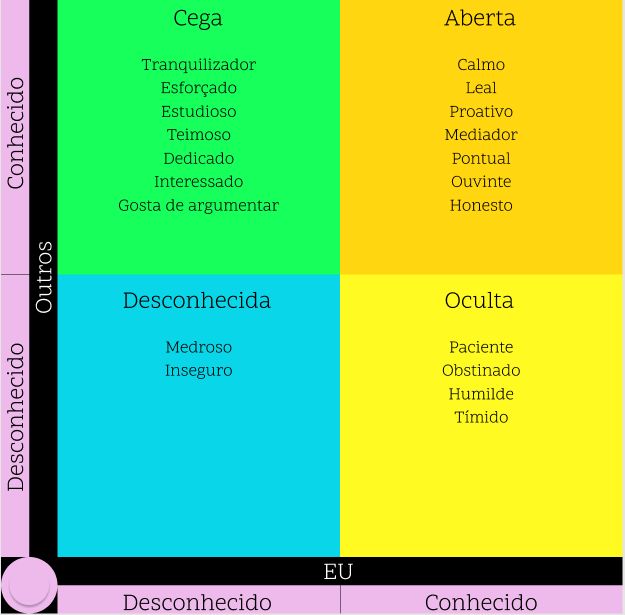 Cega
Tranquilizador
Esforçado
Estudioso
Teimoso
Dedicado
Interessado
Gosta de argumentar
Aberta
Calmo
Leal
Proativo
Mediador
Pontual
Ouvinte
Honesto
Conhecido
Outros
Desconhecido
Desconhecida
Medroso
Inseguro
Oculta
Paciente
Obstinado
Humilde
Tímido
EU
Desconhecido
Conhecido